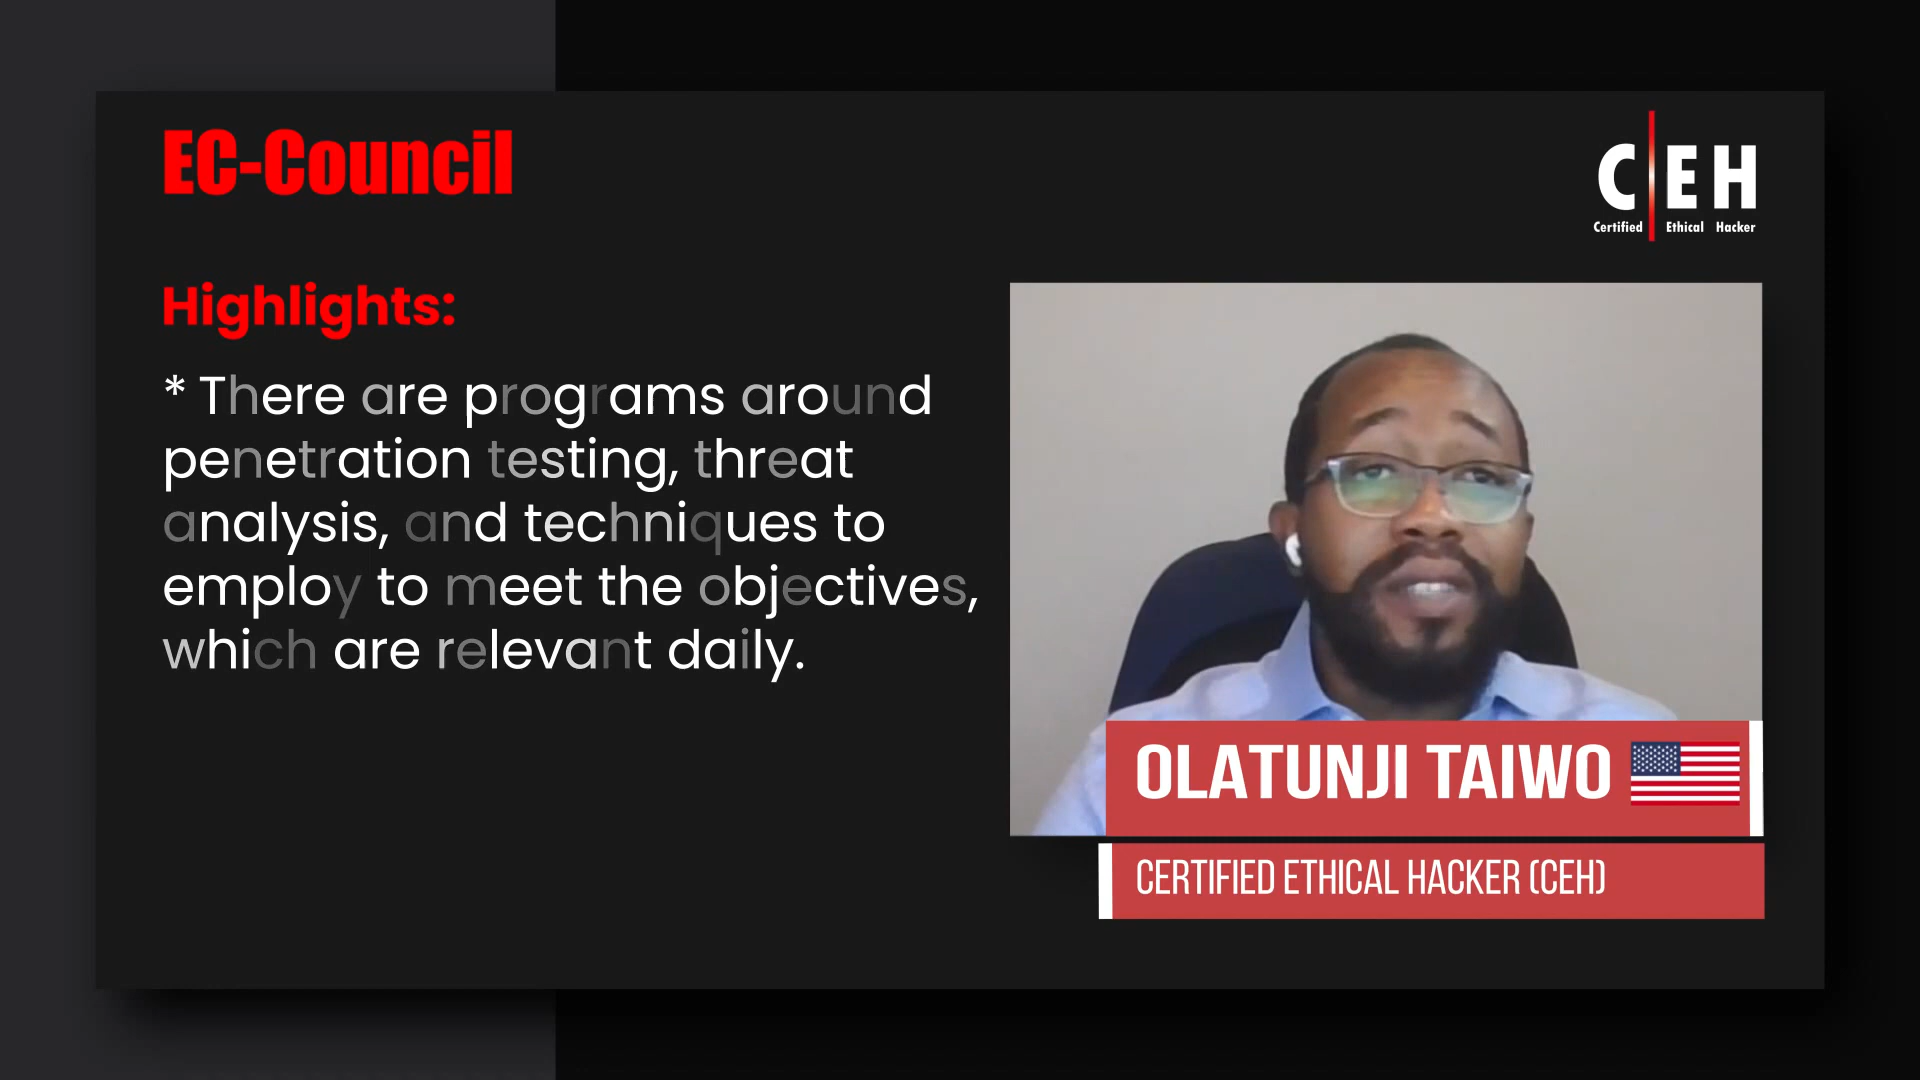 EC-Council
C EH
Certified Ethical Hacker
Highlights:
* There are programs around
penetration testing, threat
analysis, and techniques to
employ to meet the objectives,
which are relevant daily.
OLATUNJI TAIWO
CERTIFIED ETHICAL HACKER (CEH)